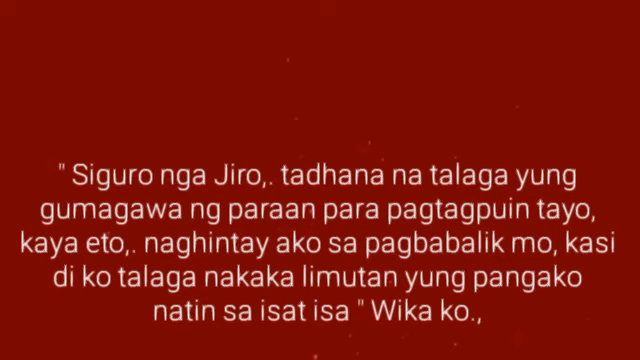 " Siguro nga Jiro,. tadhana na talaga yung
gumagawa ng paraan para pagtagpuin tayo,
kaya eto,. naghintay ako sa pagbabalik mo, kasi
di ko talaga nakaka limutan yung pangako
natin sa isat isa " Wika ko.,